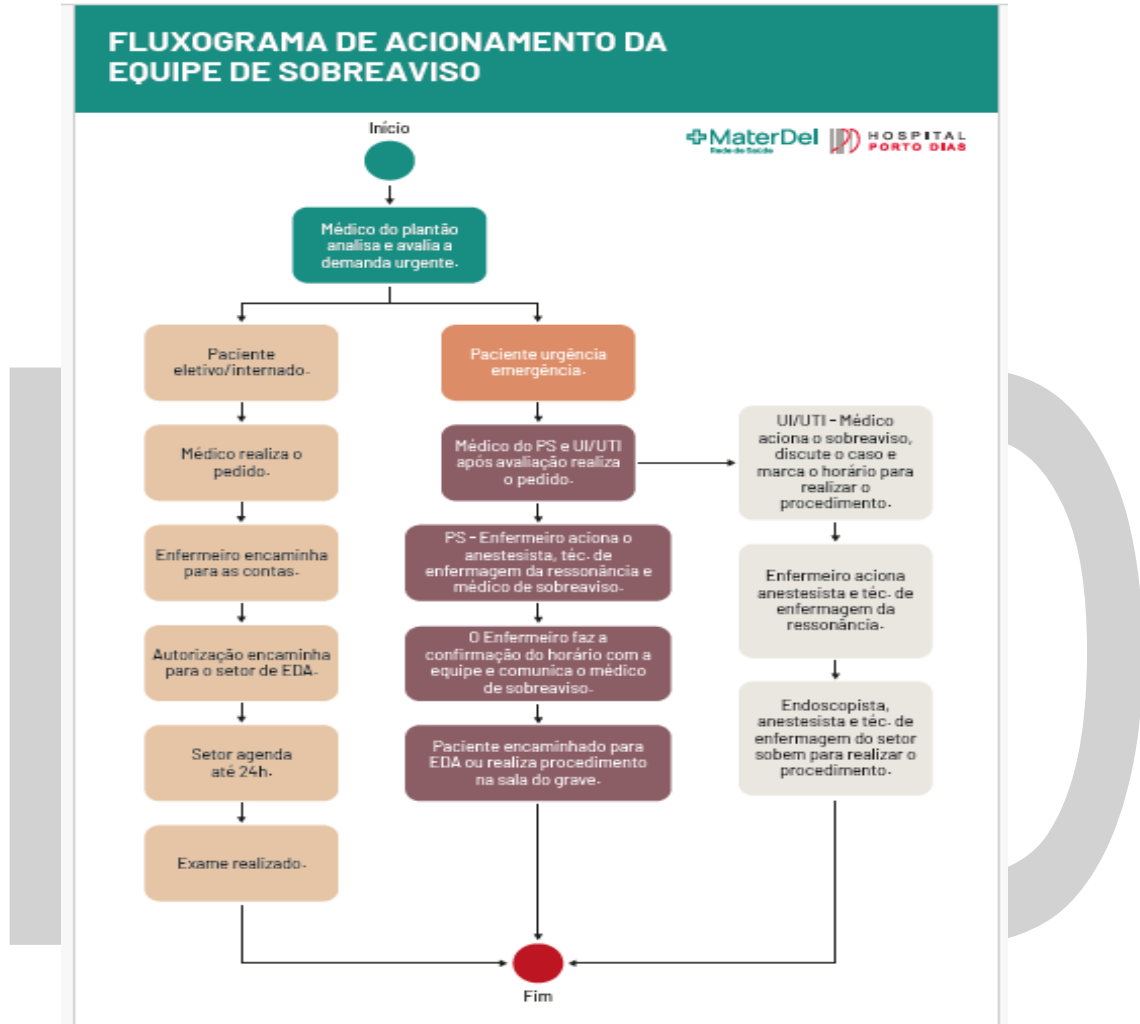 FLUXOGRAMA DE ACIONAMENTO DA
EQUIPE DE SOBREAVISO
Início
MaterDel
Rede de Saúde
HOSPITAL
PORTO DIAS
Médico do plantão
analisa e avalia a
demanda urgente.
Paciente
eletivo/internado.
Médico realiza o
pedido.
Enfermeiro encaminha
para as contas.
Autorização encaminha
para o setor de EDA.
Setor agenda
até 24h.
Exame realizado.
Paciente urgência
emergência.
Médico do PS e UI/UTI
após avaliação realiza
o pedido.
PS - Enfermeiro aciona o
anestesista, téc. de
enfermagem da ressonância e
médico de sobreaviso.
O Enfermeiro faz a
confirmação do horário com a
equipe e comunica o médico
de sobreaviso.
Paciente encaminhado para
EDA ou realiza procedimento
na sala do grave.
UI/UTI - Médico
aciona o sobreaviso,
discute o caso e
marca o horário para
realizar o
procedimento.
Enfermeiro aciona
anestesista e téc. de
enfermagem da
ressonância.
Endoscopista,
anestesista e téc. de
enfermagem do setor
sobem para realizar o
procedimento.
Fim